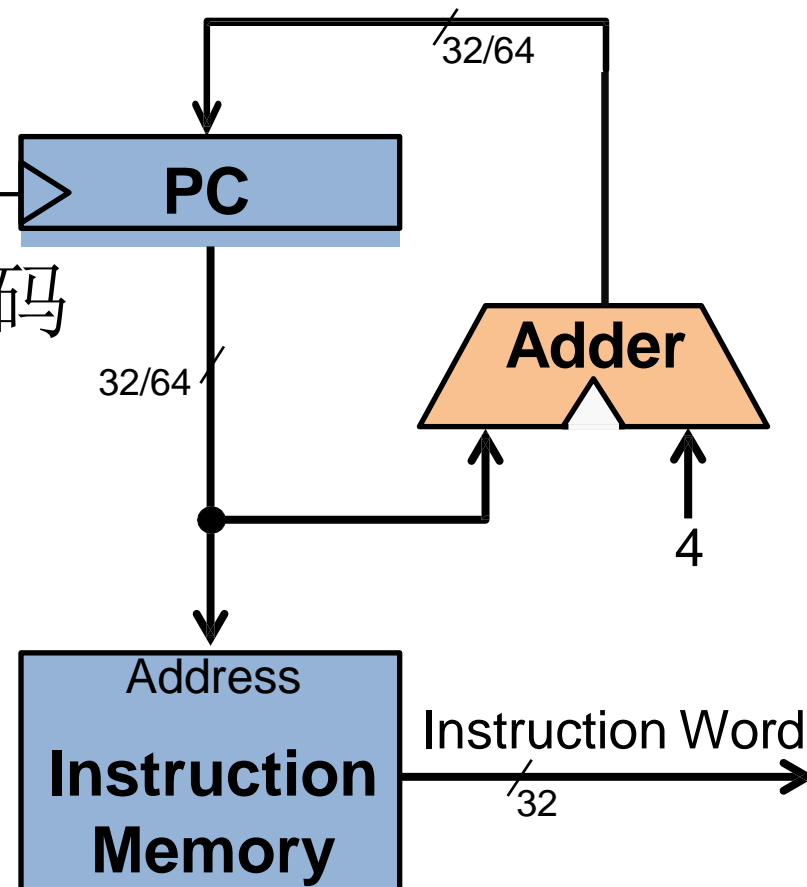 32/64
PC
码
Adder
32/64
4
Address
Instruction Word
Instruction
32
Memory